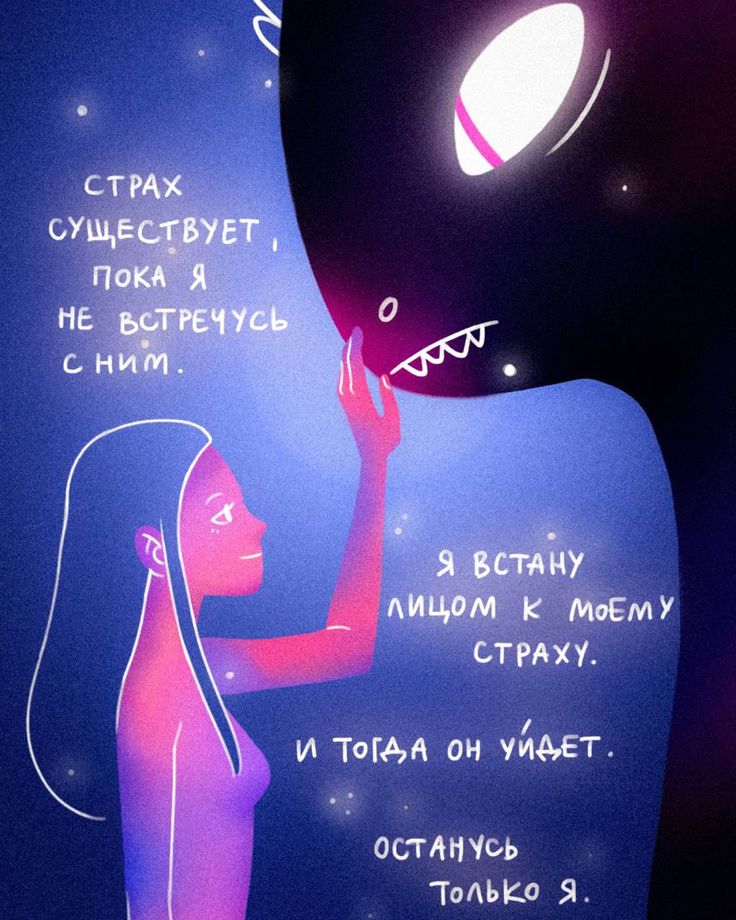 СТРАХ
СУЩЕСТВУЕТ,
ПОКА Я
НЕ ВСТРЕЧУСЬ
С НИМ.
Я ВСТАНУ
ЛИЦОМ К МОЕМУ
СТРАХУ.
И ТОГДА ОН УЙДЕТ.
ОСТАНУСЬ
ТОЛЬКО Я.